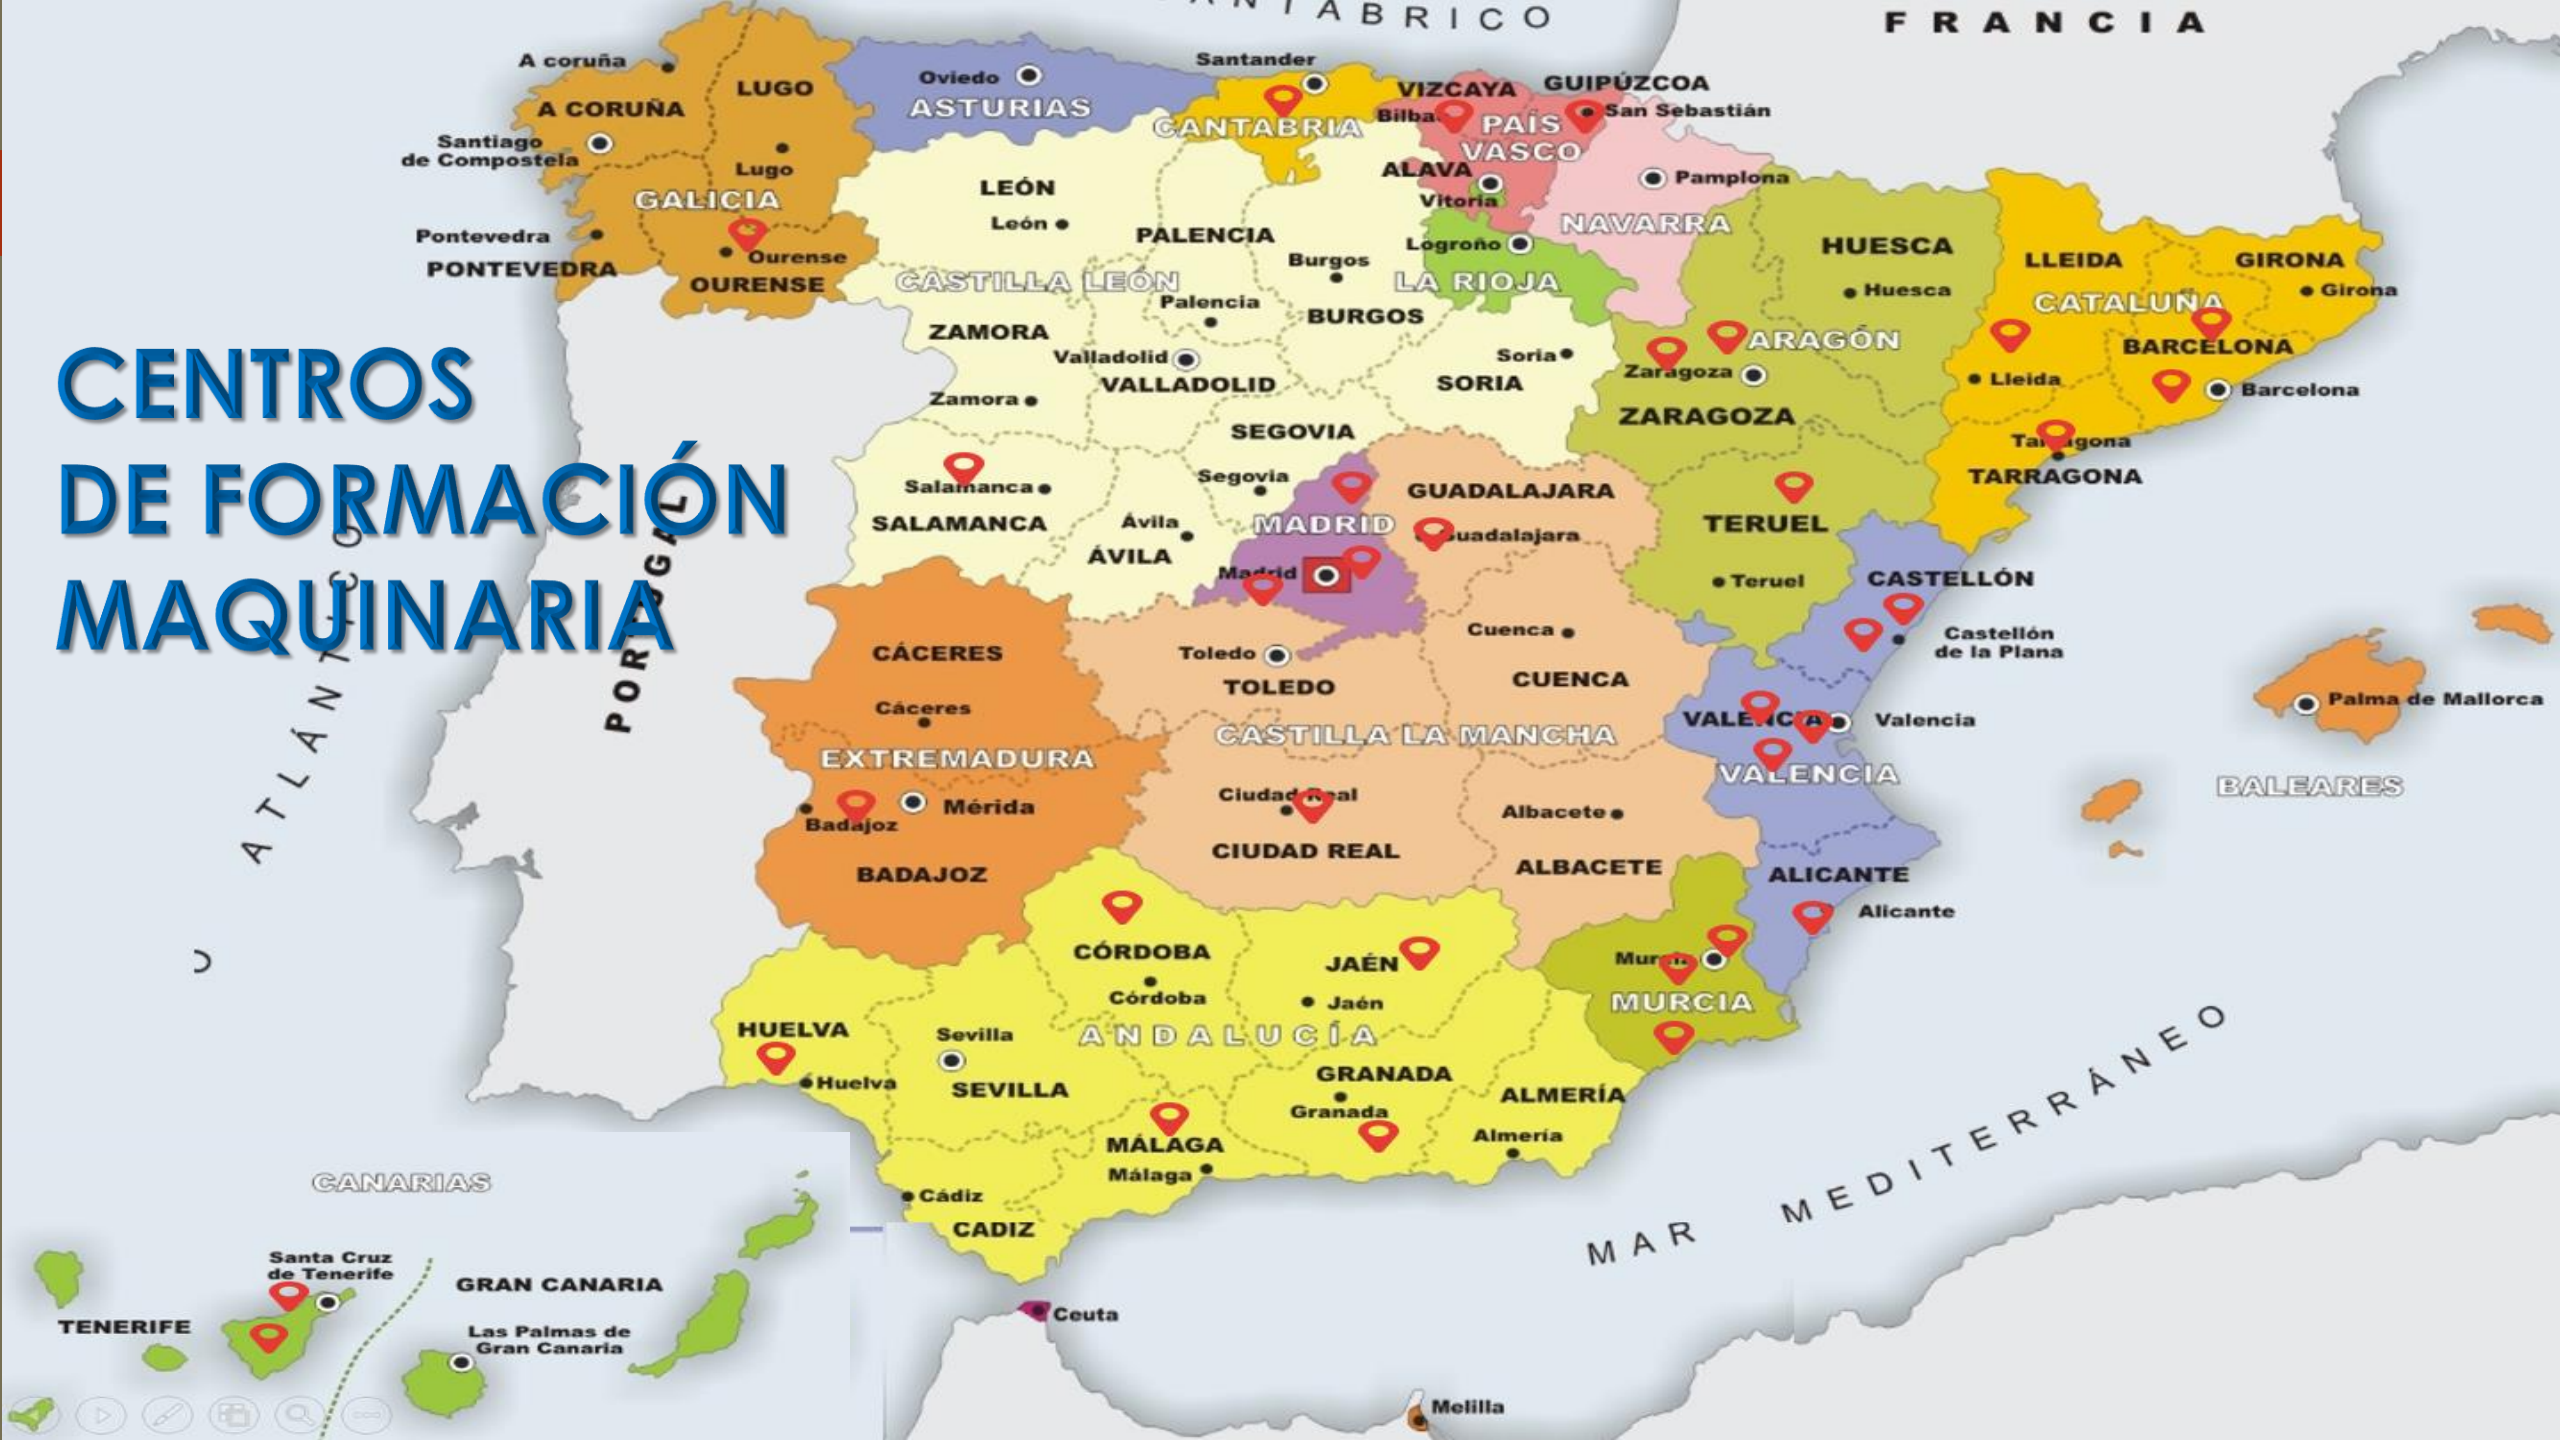 CANTÁBRICO
FRANCIA
A coruña
Santander
Oviedo
ASTURIAS
LUGO
A CORUÑA
VIZCAYA
GUIPÚZCOA
San Sebastián
PAÍS
VASCO
CANTABRIA
Santiago
de Compostela
Lugo
ALAVA
Vitoria
Pamplona
NAVARRA
GALICIA
LEÓN
León
Pontevedra
PONTEVEDRA
Ourense
OURENSE
PALENCIA
Burgos
Logroño
LA RIOJA
CASTILLA LEÓN
Palencia
BURGOS
HUESCA
Huesca
LLEIDA
GIRONA
Girona
CATALUÑA
BARCELONA
ZAMORA
Valladolid
VALLADOLID
Zamora
Soria
SORIA
ARAGÓN
Zaragoza
ZARAGOZA
Lleida
Barcelona
CENTROS
DE FORMACIÓN
MAQUINARIA
SEGOVIA
Segovia
Tarragona
TARRAGONA
Salamanca
SALAMANCA
Ávila
ÁVILA
MADRID
Madrid
GUADALAJARA
Guadalajara
TERUEL
Teruel
CASTELLÓN
Castellón
de la Plana
PORTUGAL
ATLÁNTICO
CÁCERES
Cáceres
Toledo
TOLEDO
Cuenca
CUENCA
VALENCIA
Valencia
VALENCIA
Palma de Mallorca
BALEARES
CASTILLA LA MANCHA
EXTREMADURA
Mérida
Badajoz
BADAJOZ
Ciudad Real
CIUDAD REAL
Albacete
ALBACETE
ALICANTE
Alicante
CÓRDOBA
Córdoba
JAÉN
Jaén
Murcia
MURCIA
HUELVA
Huelva
Sevilla
SEVILLA
ANDALUCÍA
GRANADA
Granada
ALMERÍA
Almería
MÁLAGA
Málaga
Cádiz
CADIZ
MAR MEDITERRÁNEO
CANARIAS
Santa Cruz
de Tenerife
TENERIFE
GRAN CANARIA
Las Palmas de
Gran Canaria
Ceuta
Melilla